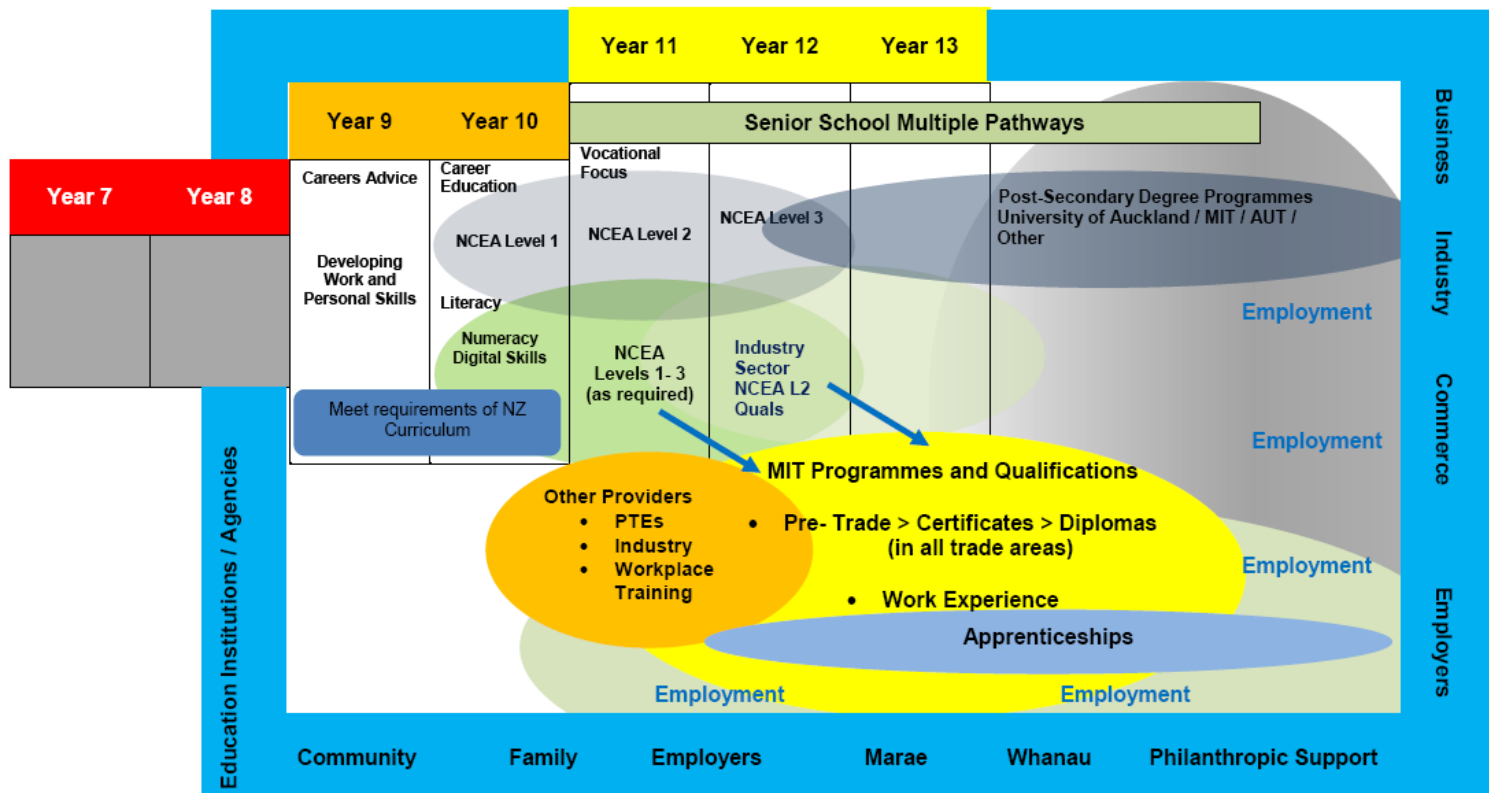 Year 11
Year 12
Year 13
Year 9
Year 10
Senior School Multiple Pathways
Year 7
Year 8
Careers Advice
Developing
Work and
Personal Skills
Career
Education
NCEA Level 1
Literacy
Numeracy
Digital Skills
Meet requirements of NZ
Curriculum
Vocational
Focus
NCEA Level 2
NCEA Level 3
NCEA
Levels 1- 3
(as required)
Industry
Sector
NCEA L2
Quals
Post-Secondary Degree Programmes
University of Auckland / MIT / AUT /
Other
Employment
Employment
Employment
Other Providers
• PTEs
• Industry
• Workplace
Training
MIT Programmes and Qualifications
• Pre- Trade > Certificates > Diplomas
(in all trade areas)
• Work Experience
Apprenticeships
Employment
Employment
Education Institutions / Agencies
Business
Industry
Commerce
Employers
Community
Family
Employers
Marae
Whanau
Philanthropic Support